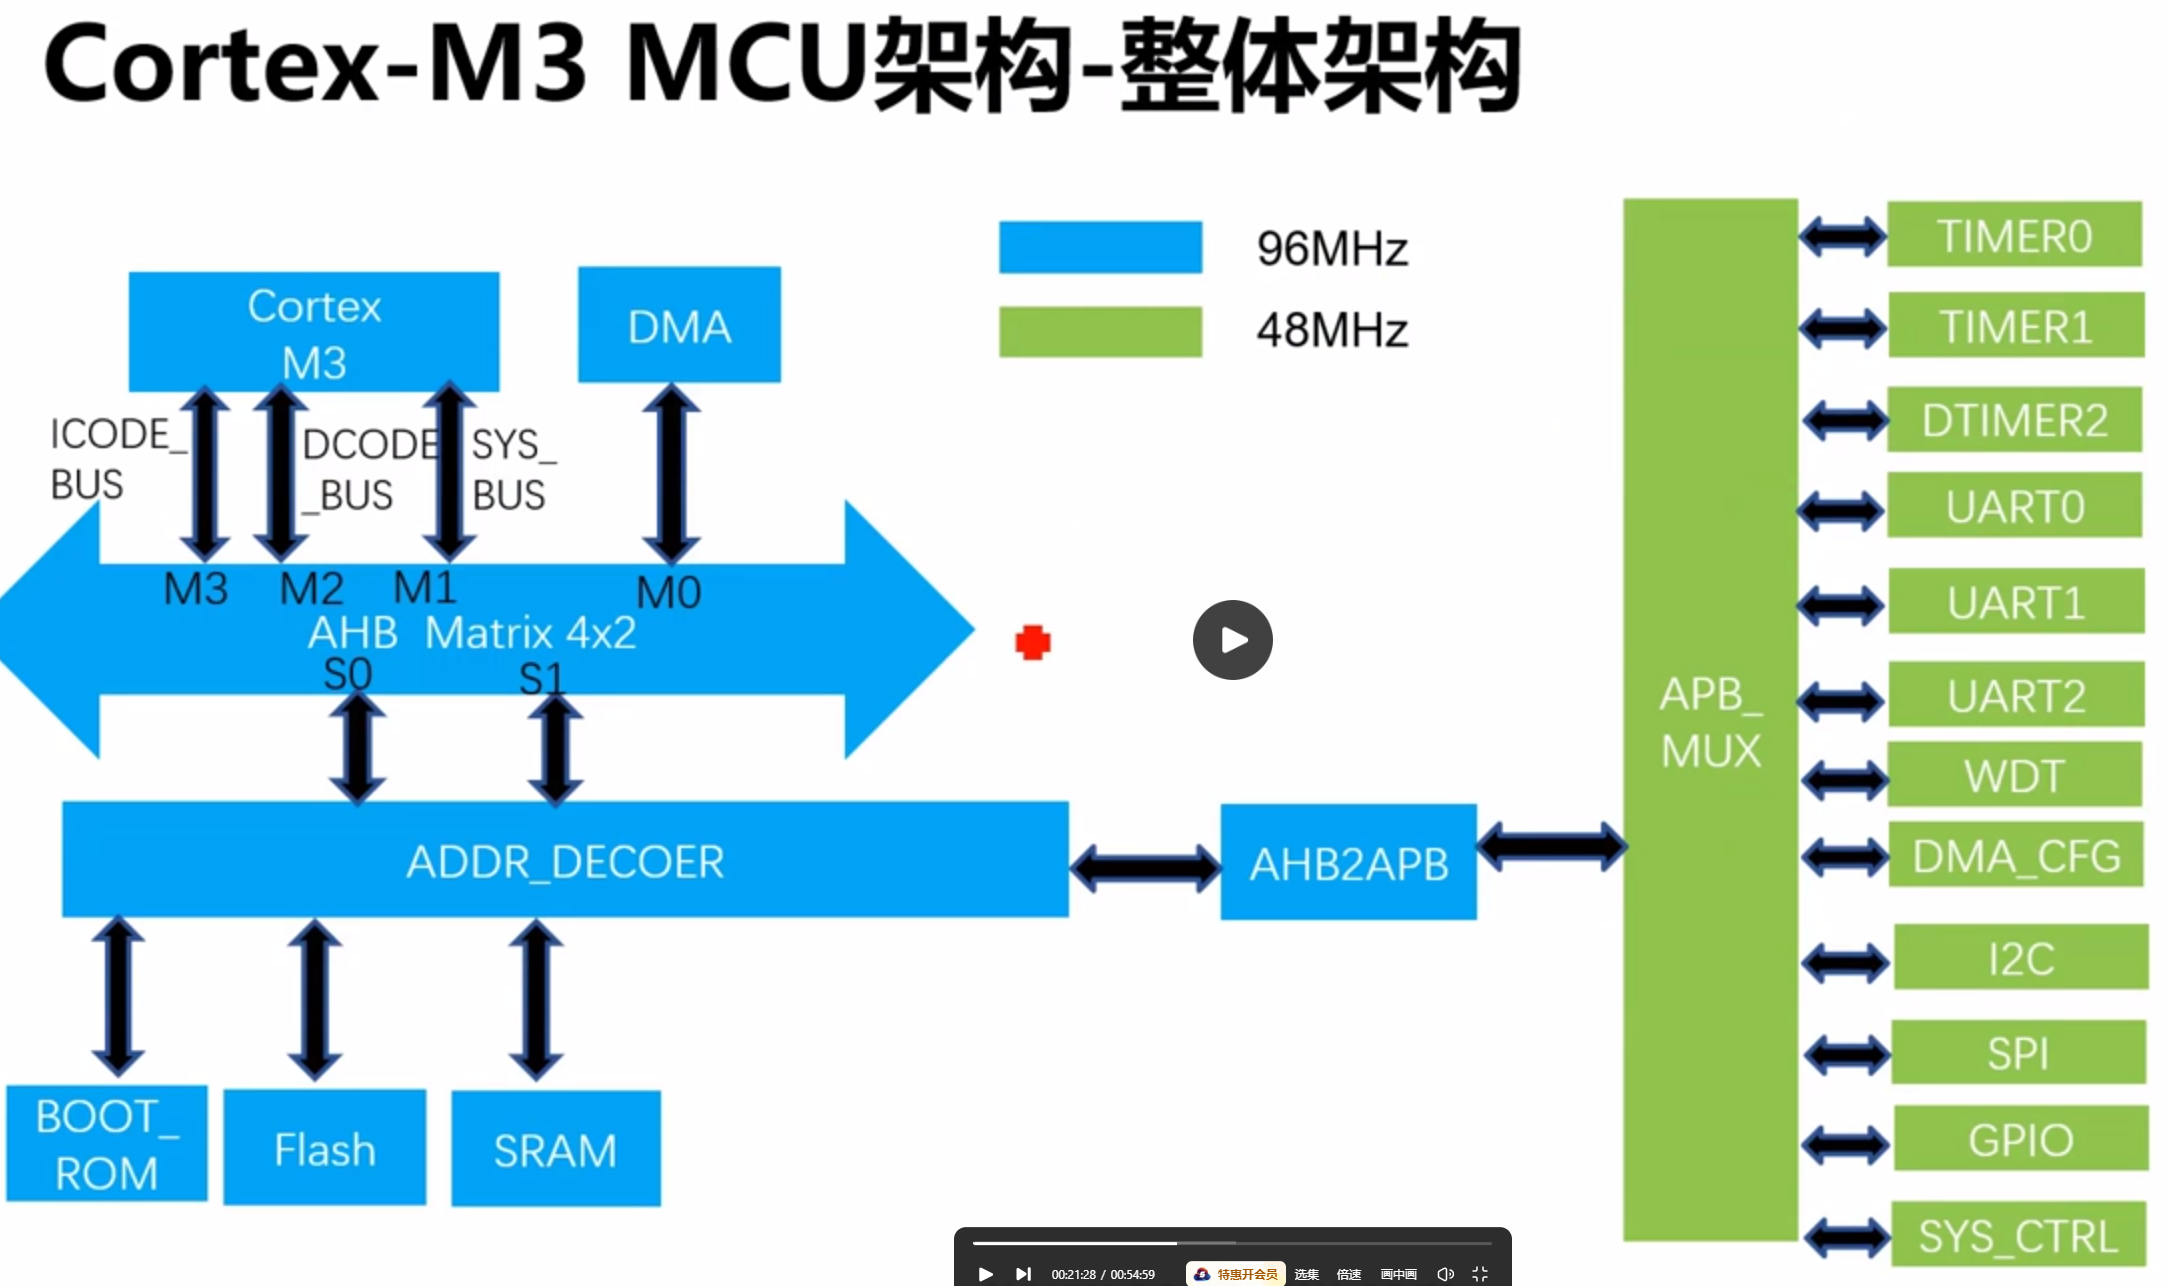 Cortex-M3 MCU架构-整体架构
96MHz
48MHz
Cortex
M3
DMA
ICODE_
BUS
DCODE
_BUS
SYS_
BUS
M3
M2
M1
M0
AHB Matrix 4x2
S0
S1
ADDR_DECOER
AHB2APB
BOOT_
ROM
Flash
SRAM
APB_
MUX
TIMER0
TIMER1
DTIMER2
UART0
UART1
UART2
WDT
DMA_CFG
I2C
SPI
GPIO
SYS_CTRL
00:21:28 / 00:54:59
特惠开会员
选集
倍速
画中画